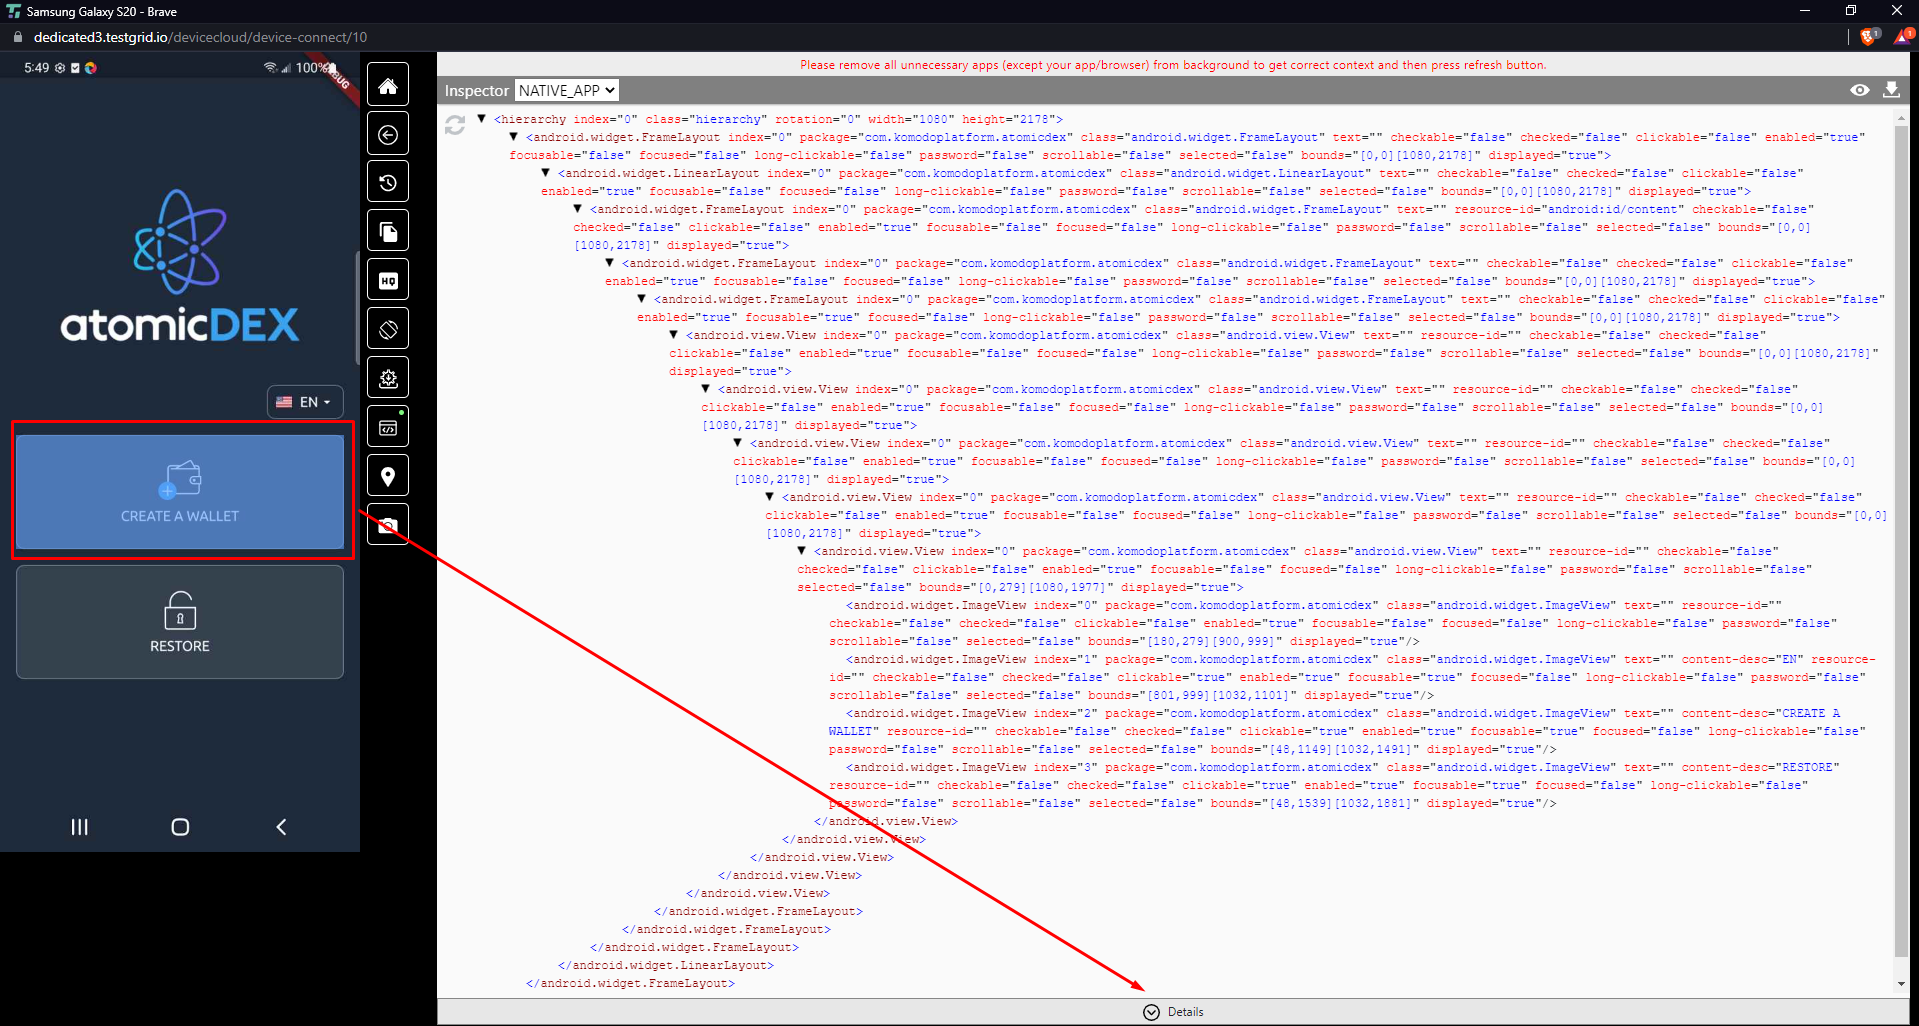 Samsung Galaxy S20 - Brave
dedicated3.testgrid.io/devicecloud/device-connect/10
5:49
100%
atomicDEX
EN
CREATE A WALLET
RESTORE
HQ
Please remove all unnecessary apps (except your app/browser) from background to get correct context and then press refresh button.
Inspector NATIVE_APP
<hierarchy index="0" class="hierarchy" rotation="0" width="1080" height="2178">
<android.widget.FrameLayout index="0" package="com.komodoplatform.atomicdex" class="android.widget.FrameLayout" text="" checkable="false" checked="false" clickable="false" enabled="true"
focusable="false" focused="false" long-clickable="false" password="false" scrollable="false" selected="false" bounds="[0,0][1080,2178]" displayed="true">
<android.widget.LinearLayout index="0" package="com.komodoplatform.atomicdex" class="android.widget.LinearLayout" text="" checkable="false" checked="false" clickable="false"
enabled="true" focusable="false" focused="false" long-clickable="false" password="false" scrollable="false" selected="false" bounds="[0,0][1080,2178]" displayed="true">
<android.widget.FrameLayout index="0" package="com.komodoplatform.atomicdex" class="android.widget.FrameLayout" text="" resource-id="android:id/content" checkable="false"
checked="false" clickable="false" enabled="true" focusable="false" focused="false" long-clickable="false" password="false" scrollable="false" selected="false" bounds="[0,0]
[1080,2178]" displayed="true">
<android.widget.FrameLayout index="0" package="com.komodoplatform.atomicdex" class="android.widget.FrameLayout" text="" checkable="false" checked="false" clickable="false"
enabled="true" focusable="false" focused="false" long-clickable="false" password="false" scrollable="false" selected="false" bounds="[0,0][1080,2178]" displayed="true">
<android.widget.FrameLayout index="0" package="com.komodoplatform.atomicdex" class="android.widget.FrameLayout" text="" checkable="false" checked="false" clickable="false"
enabled="true" focusable="true" focused="false" long-clickable="false" password="false" scrollable="false" selected="false" bounds="[0,0][1080,2178]" displayed="true">
<android.view.View index="0" package="com.komodoplatform.atomicdex" class="android.view.View" text="" resource-id="" checkable="false" checked="false"
clickable="false" enabled="true" focusable="false" focused="false" long-clickable="false" password="false" scrollable="false" selected="false" bounds="[0,0][1080,2178]"
displayed="true">
<android.view.View index="0" package="com.komodoplatform.atomicdex" class="android.view.View" text="" resource-id="" checkable="false" checked="false"
clickable="false" enabled="true" focusable="false" focused="false" long-clickable="false" password="false" scrollable="false" selected="false" bounds="[0,0]
[1080,2178]" displayed="true">
<android.view.View index="0" package="com.komodoplatform.atomicdex" class="android.view.View" text="" resource-id="" checkable="false" checked="false"
clickable="false" enabled="true" focusable="false" focused="false" long-clickable="false" password="false" scrollable="false" selected="false" bounds="[0,0]
[1080,2178]" displayed="true">
<android.view.View index="0" package="com.komodoplatform.atomicdex" class="android.view.View" text="" resource-id="" checkable="false" checked="false"
clickable="false" enabled="true" focusable="false" focused="false" long-clickable="false" password="false" scrollable="false" selected="false" bounds="[0,0]
[1080,2178]" displayed="true">
<android.view.View index="0" package="com.komodoplatform.atomicdex" class="android.view.View" text="" resource-id="" checkable="false"
checked="false" clickable="false" enabled="true" focusable="false" focused="false" long-clickable="false" password="false" scrollable="false"
selected="false" bounds="[0,279][1080,1977]" displayed="true">
<android.widget.ImageView index="0" package="com.komodoplatform.atomicdex" class="android.widget.ImageView" text="" resource-id=""
checkable="false" checked="false" clickable="false" enabled="true" focusable="false" focused="false" long-clickable="false" password="false"
scrollable="false" selected="false" bounds="[180,279][900,999]" displayed="true"/>
<android.widget.ImageView index="1" package="com.komodoplatform.atomicdex" class="android.widget.ImageView" text="" content-desc="EN" resource-
id="" checkable="false" checked="false" clickable="true" enabled="true" focusable="true" focused="false" long-clickable="false" password="false"
scrollable="false" selected="false" bounds="[801,999][1032,1101]" displayed="true"/>
<android.widget.ImageView index="2" package="com.komodoplatform.atomicdex" class="android.widget.ImageView" text="" content-desc="CREATE A
WALLET" resource-id="" checkable="false" checked="false" clickable="true" enabled="true" focusable="true" focused="false" long-clickable="false"
password="false" scrollable="false" selected="false" bounds="[48,1149][1032,1491]" displayed="true"/>
<android.widget.ImageView index="3" package="com.komodoplatform.atomicdex" class="android.widget.ImageView" text="" content-desc="RESTORE"
resource-id="" checkable="false" checked="false" clickable="true" enabled="true" focusable="true" focused="false" long-clickable="false"
password="false" scrollable="false" selected="false" bounds="[48,1539][1032,1881]" displayed="true"/>
</android.view.View>
</android.view.View>
</android.view.View>
</android.view.View>
</android.view.View>
</android.widget.FrameLayout>
</android.widget.FrameLayout>
</android.widget.FrameLayout>
</android.widget.LinearLayout>
</android.widget.FrameLayout>
Details